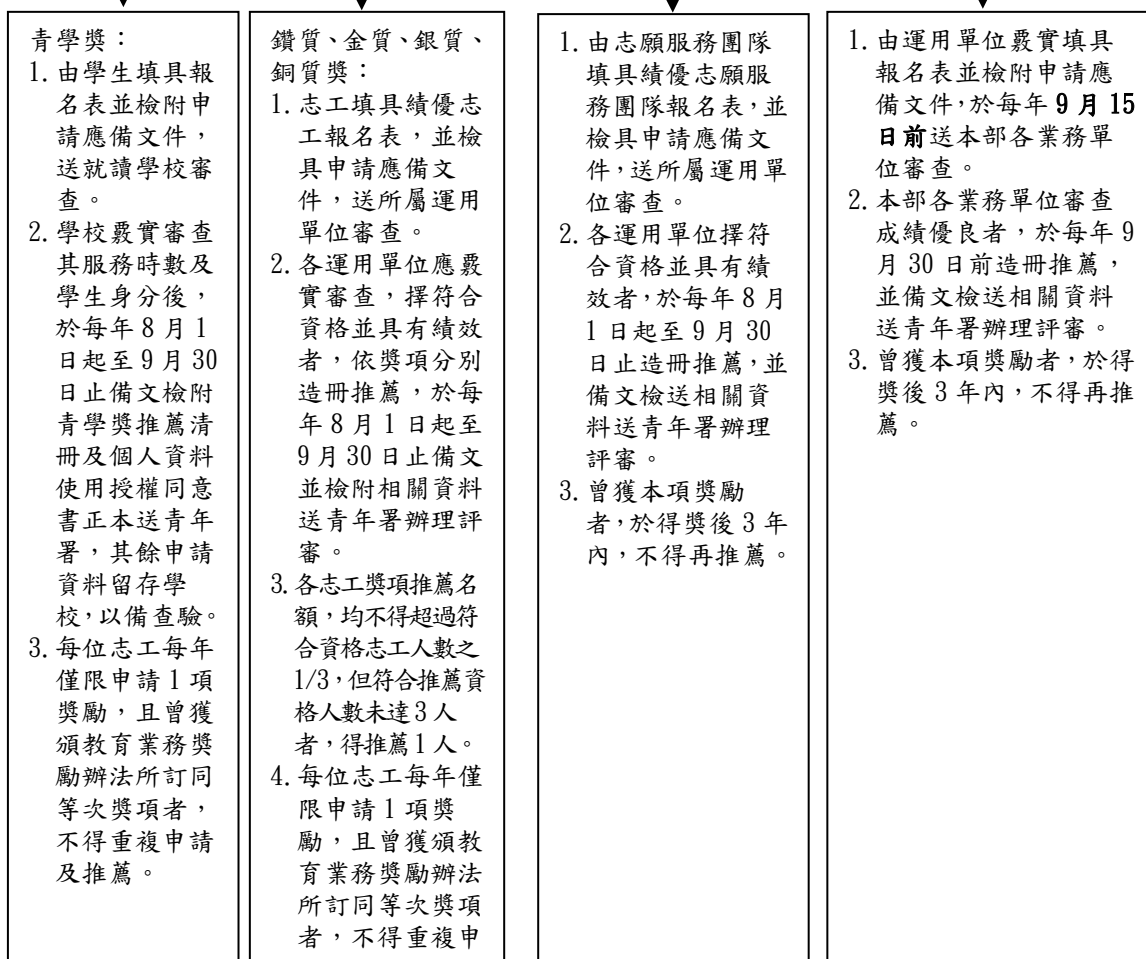 青學獎：
1. 由學生填具報
名表並檢附申
請應備文件，
送就讀學校審
查。
2. 學校覈實審查
其服務時數及
學生身分後，
於每年 8 月 1
日起至 9 月 30
日止備文檢附
青學獎推薦清
冊及個人資料
使用授權同意
書正本送青年
署，其餘申請
資料留存學
校，以備查驗。
3. 每位志工每年
僅限申請 1 項
獎勵，且曾獲
頒教育業務獎
勵辦法所訂同
等次獎項者，
不得重複申請
及推薦。
鑽質、金質、銀質、
銅質獎：
1. 志工填具績優志
工報名表，並檢
具申請應備文
件，送所屬運用
單位審查。
2. 各運用單位應覈
實審查，擇符合
資格並具有績效
者，依獎項分別
造冊推薦，於每
年 8 月 1 日起至
9 月 30 日止備文
並檢附相關資料
送青年署辦理評
審。
3. 各志工獎項推薦名
額，均不得超過符
合資格志工人數之
1/3，但符合推薦資
格人數未達 3 人
者，得推薦 1 人。
4. 每位志工每年僅
限申請 1 項獎
勵，且曾獲頒教
育業務獎勵辦法
所訂同等次獎項
者，不得重複申
1. 由志願服務團隊
填具績優志願服
務團隊報名表，並
檢具申請應備文
件，送所屬運用單
位審查。
2. 各運用單位擇符
合資格並具有績
效者，於每年 8 月
1 日起至 9 月 30
日止造冊推薦，並
備文檢送相關資
料送青年署辦理
評審。
3. 曾獲本項獎勵
者，於得獎後 3 年
內，不得再推薦。
1. 由運用單位覈實填具
報名表並檢附申請應
備文件，於每年 9 月 15
日前送本部各業務單
位審查。
2. 本部各業務單位審查
成績優良者，於每年 9
月 30 日前造冊推薦，
並備文檢送相關資料
送青年署辦理評審。
3. 曾獲本項獎勵者，於得
獎後 3 年內，不得再推
薦。